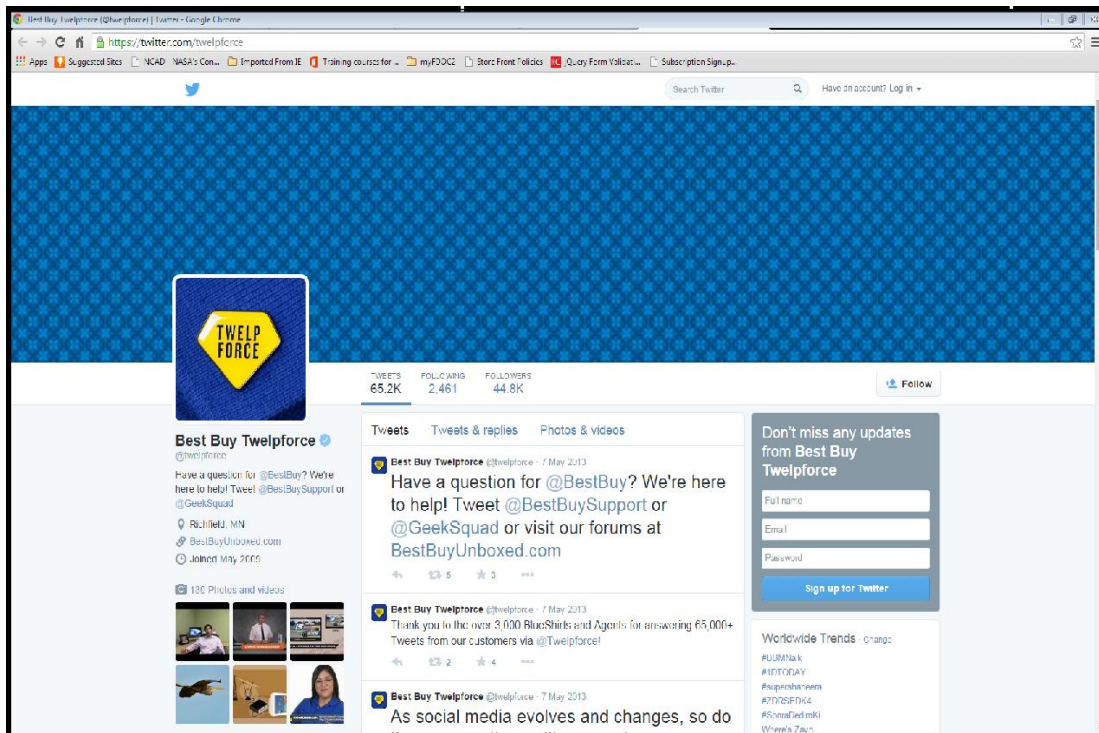 Best Buy Twelpforce (@twelpforce) | Twitter - Google Chrome
https://twitter.com/twelpforce
Apps Suggested Sites NCAD NASA's Con... Imported From IE Training courses for ... myFDOC2 Store Front Policies jQuery Form Validati... Subscription Signup...
Search Twitter Have an account? Log in
TWELP
FORCE
TWEETS FOLLOWING FOLLOWERS
65.2K 2,461 44.8K
Follow
Best Buy Twelpforce
@twelpforce
Have a question for @BestBuy? We're
here to help! Tweet @BestBuySupport or
@GeekSquad
Richfield, MN
BestBuyUnboxed.com
Joined May 2009
130 Photos and videos
Tweets Tweets & replies Photos & videos
Best Buy Twelpforce @twelpforce · 7 May 2013
Have a question for @BestBuy? We're here
to help! Tweet @BestBuySupport or
@GeekSquad or visit our forums at
BestBuyUnboxed.com
5 3
Best Buy Twelpforce @twelpforce · 7 May 2013
Thank you to the over 3,000 BlueShirts and Agents for answering 65,000+
Tweets from our customers via @Twelpforce!
2 4
Best Buy Twelpforce @twelpforce · 7 May 2013
As social media evolves and changes, so do
Don't miss any updates
from Best Buy
Twelpforce
Full name
Email
Password
Sign up for Twitter
Worldwide Trends · Change
#1DTODAY
#supershaneera
#SonraDedimKi
Where's Zayn